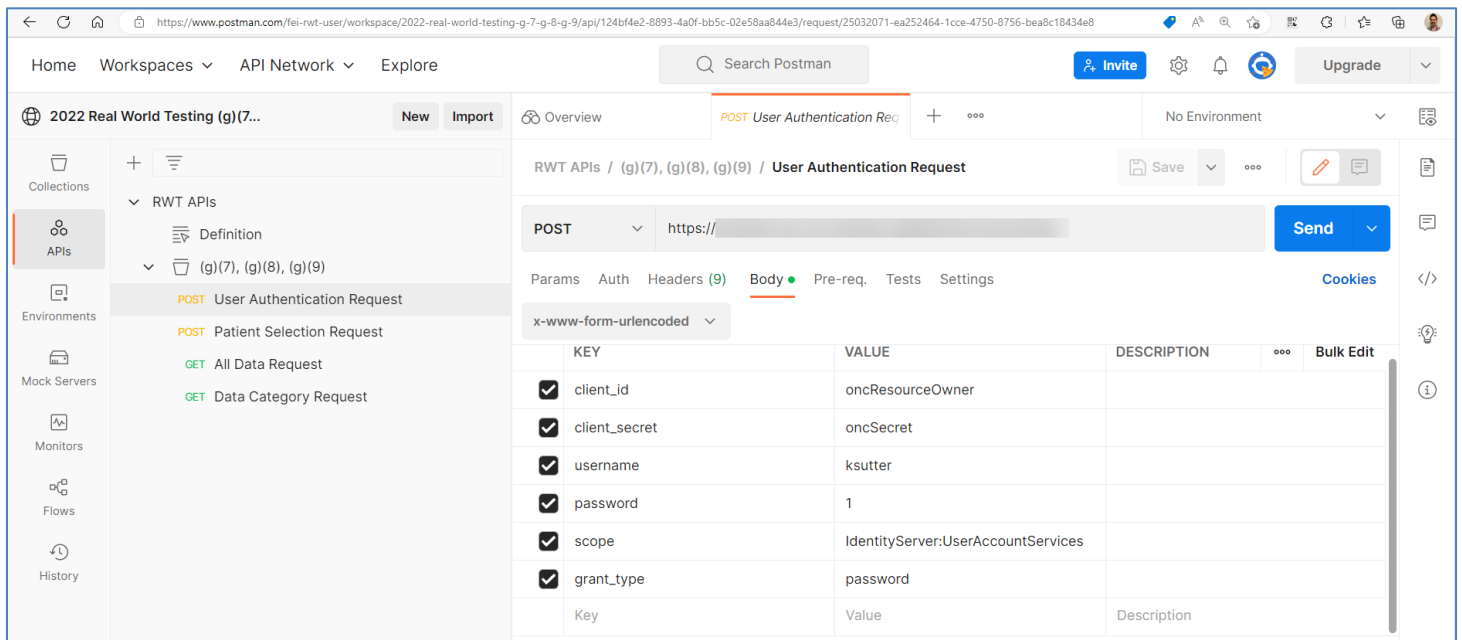 https://www.postman.com/fei-rwt-user/workspace/2022-real-world-testing-g-7-g-8-g-9/api/124bf4e2-8893-4a0f-bb5c-02e58aa844e3/request/25032071-ea252464-1cce-4750-8756-bea8c18434e8
Home Workspaces API Network Explore Search Postman Invite Upgrade
2022 Real World Testing (g)(7... New Import Overview POST User Authentication Req No Environment
Collections
APIs
Environments
Mock Servers
Monitors
Flows
History
RWT APIs
Definition
(g)(7), (g)(8), (g)(9)
POST User Authentication Request
POST Patient Selection Request
GET All Data Request
GET Data Category Request
RWT APIs / (g)(7), (g)(8), (g)(9) / User Authentication Request Save
POST https:// Send
Params Auth Headers (9) Body Pre-req. Tests Settings Cookies
x-www-form-urlencoded
KEY VALUE DESCRIPTION Bulk Edit
client_id oncResourceOwner
client_secret oncSecret
username ksutter
password 1
scope IdentityServer:UserAccountServices
grant_type password
Key Value Description